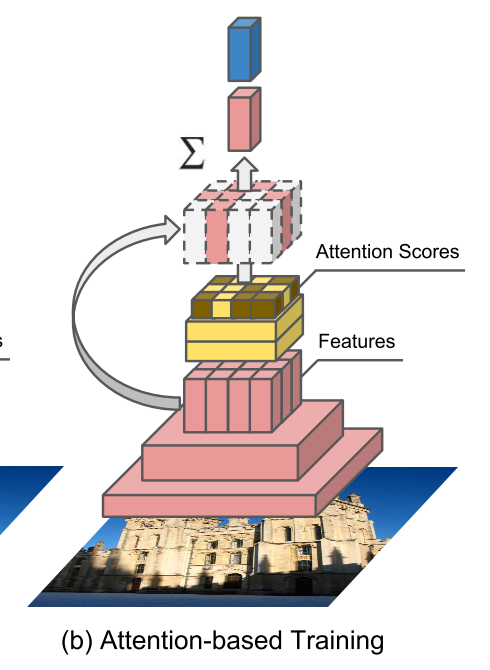 Σ
Attention Scores
Features
s
(b) Attention-based Training